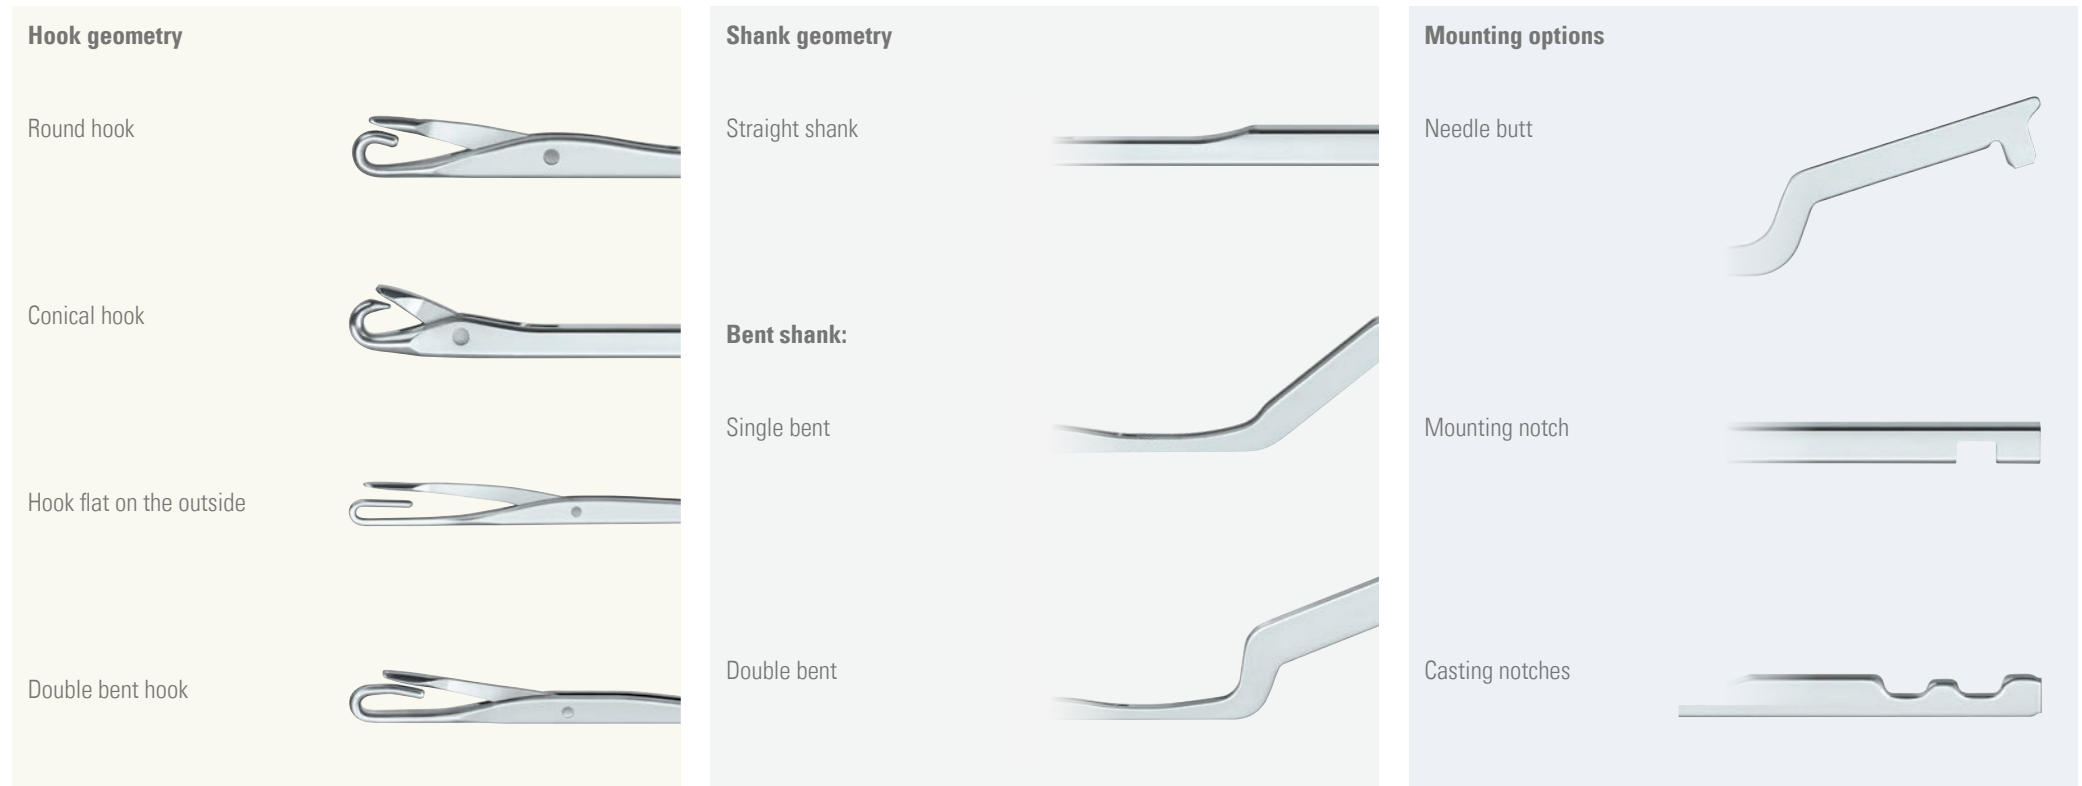 Hook geometry
Round hook
Conical hook
Hook flat on the outside
Double bent hook
Shank geometry
Straight shank
Bent shank:
Single bent
Double bent
Mounting options
Needle butt
Mounting notch
Casting notches